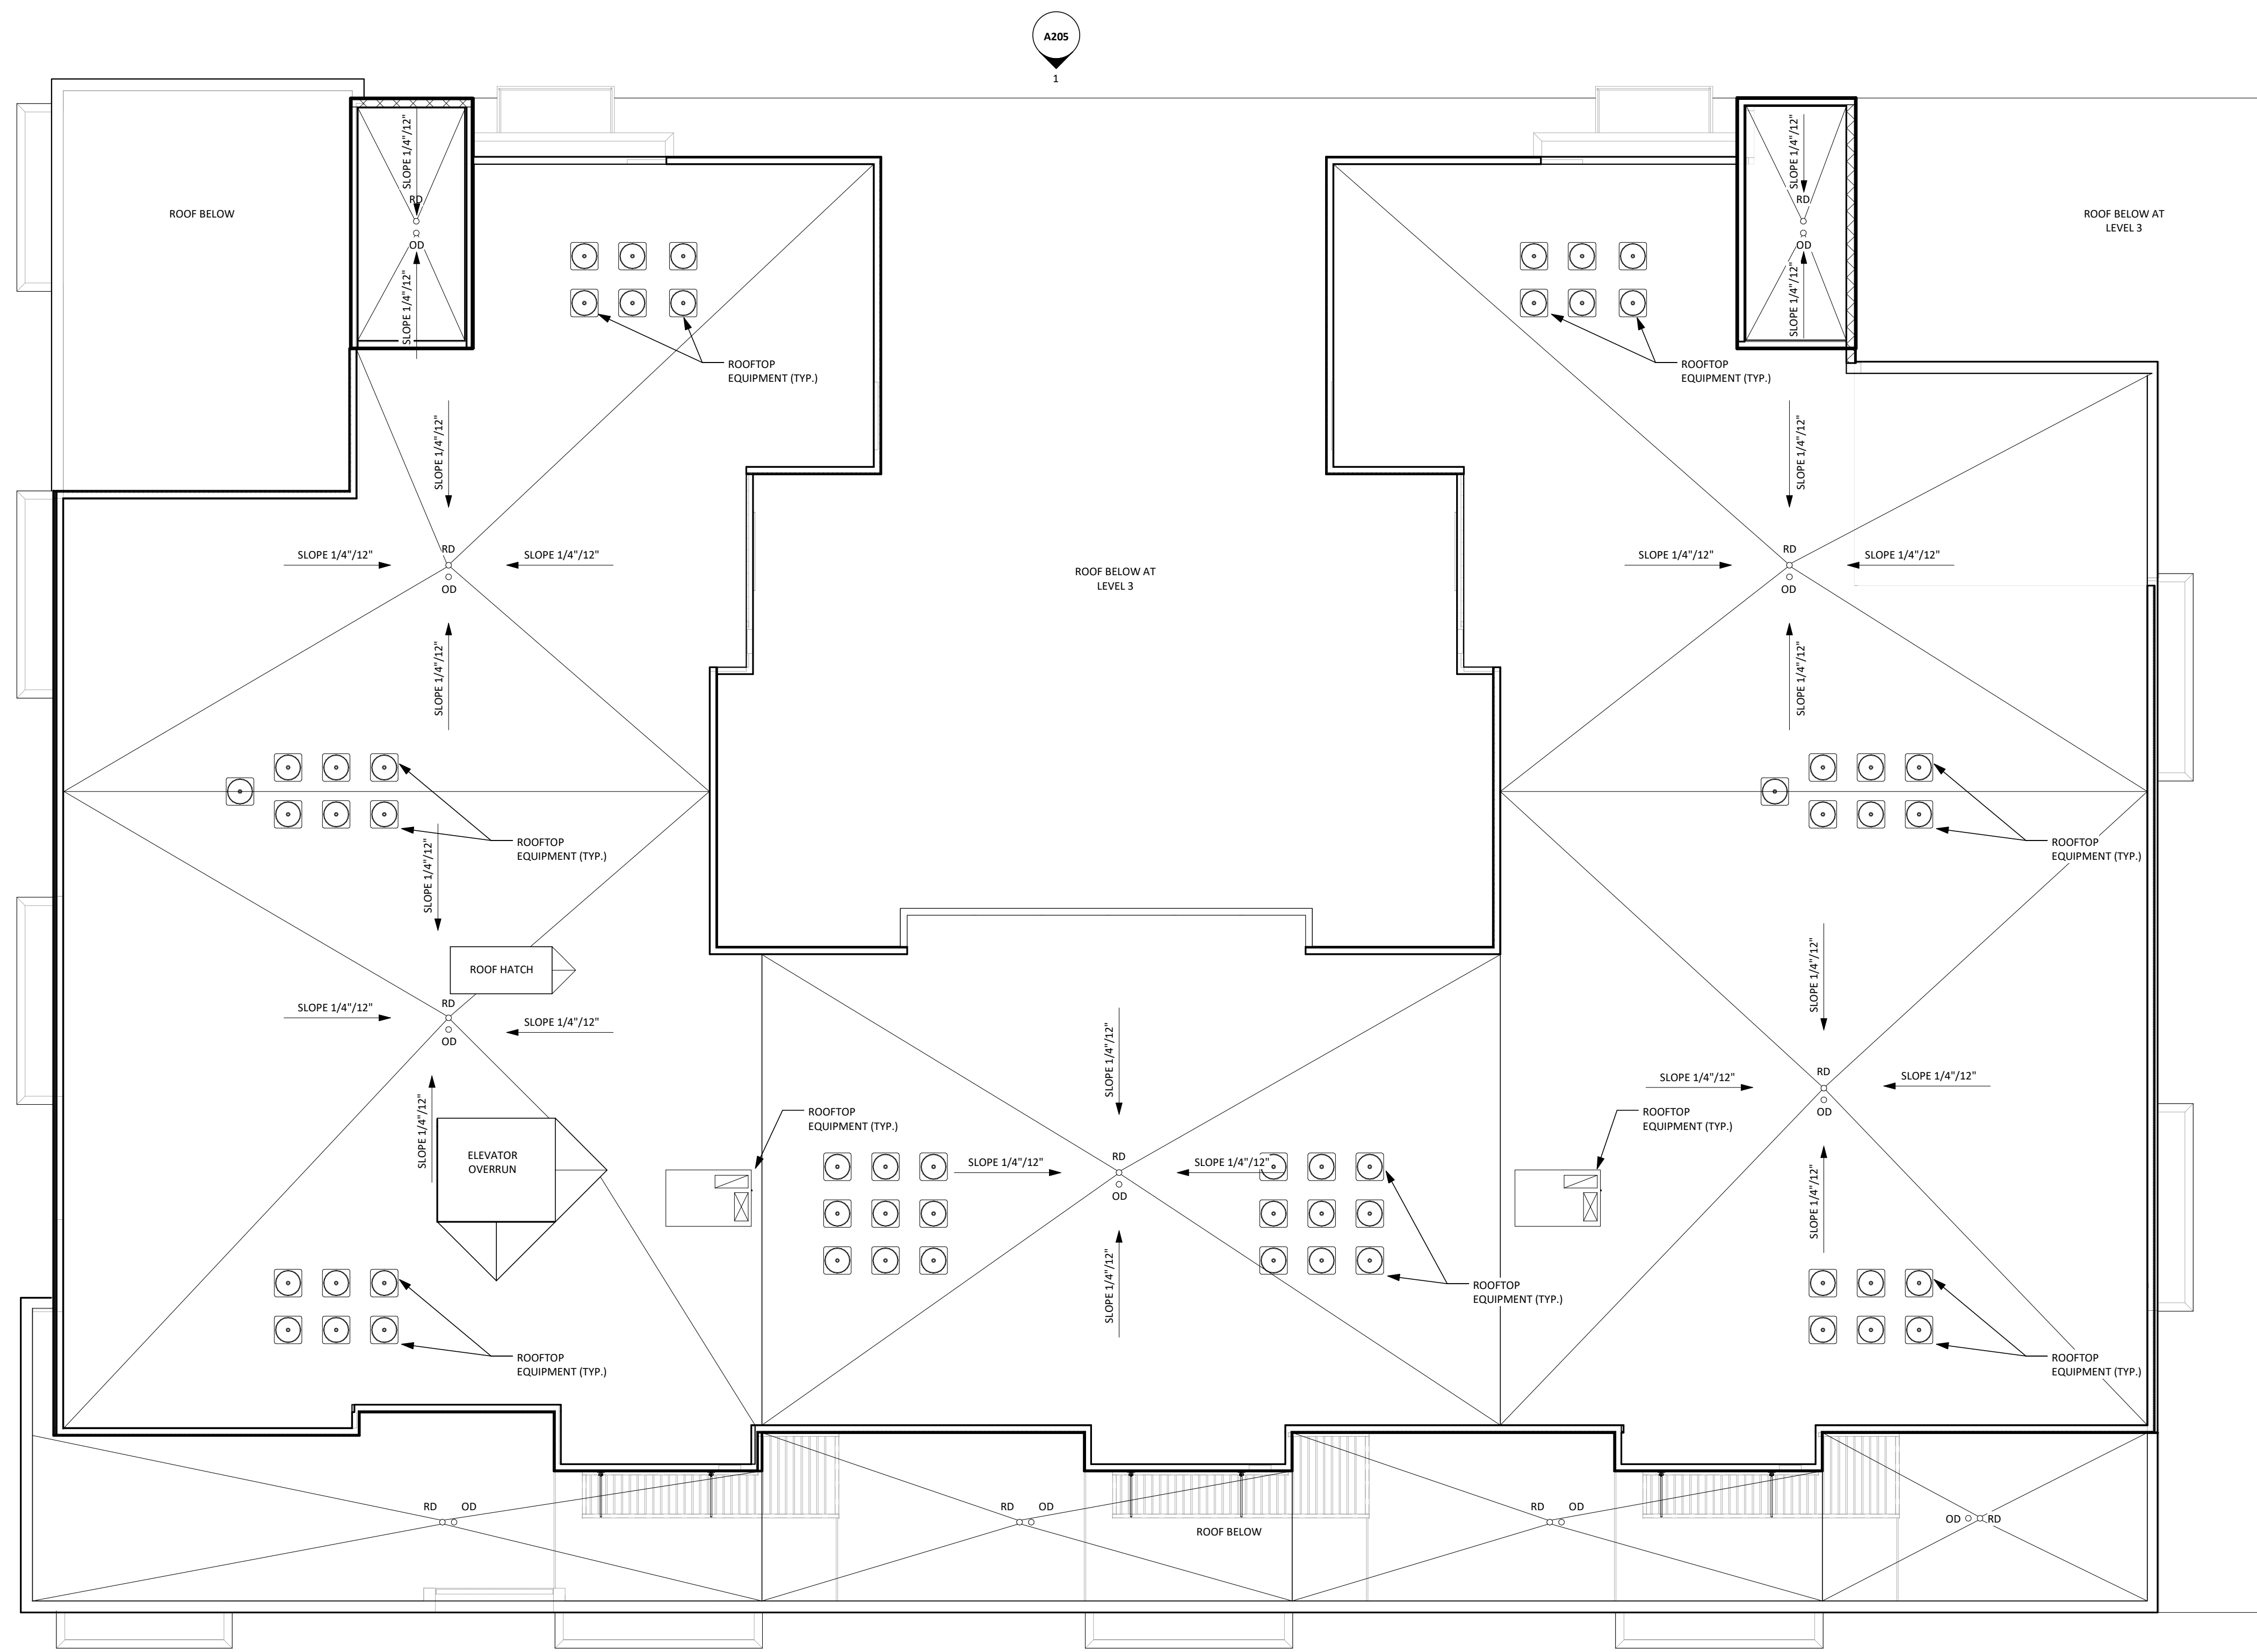 A205
1
ROOF BELOW
SLOPE 1/4"/12"
RD
OD
SLOPE 1/4"/12"
SLOPE 1/4"/12"
RD
OD
SLOPE 1/4"/12"
ROOF BELOW AT
LEVEL 3
ROOFTOP
EQUIPMENT (TYP.)
ROOFTOP
EQUIPMENT (TYP.)
SLOPE 1/4"/12"
SLOPE 1/4"/12"
RD
SLOPE 1/4"/12"
OD
SLOPE 1/4"/12"
ROOF BELOW AT
LEVEL 3
SLOPE 1/4"/12"
SLOPE 1/4"/12"
RD
SLOPE 1/4"/12"
OD
SLOPE 1/4"/12"
ROOFTOP
EQUIPMENT (TYP.)
ROOFTOP
EQUIPMENT (TYP.)
SLOPE 1/4"/12"
ROOF HATCH
SLOPE 1/4"/12"
RD
SLOPE 1/4"/12"
OD
SLOPE 1/4"/12"
ELEVATOR
OVERRUN
ROOFTOP
EQUIPMENT (TYP.)
SLOPE 1/4"/12"
SLOPE 1/4"/12"
RD
SLOPE 1/4"/12"
OD
SLOPE 1/4"/12"
ROOFTOP
EQUIPMENT (TYP.)
SLOPE 1/4"/12"
SLOPE 1/4"/12"
RD
SLOPE 1/4"/12"
OD
SLOPE 1/4"/12"
ROOFTOP
EQUIPMENT (TYP.)
ROOFTOP
EQUIPMENT (TYP.)
ROOFTOP
EQUIPMENT (TYP.)
RD OD
RD OD
ROOF BELOW
RD OD
OD RD